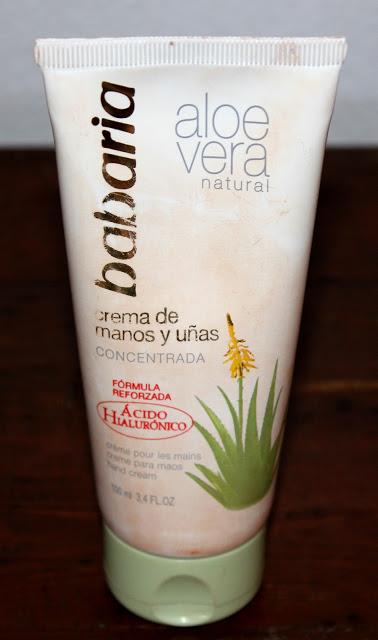 babaria
aloe
vera
natural
crema de
manos y uñas
CONCENTRADA
FÓRMULA
REFORZADA
ÁCIDO
HIALURÓNICO
crème pour les mains
creme para maos
hand cream
100 ml 3,4 FL.OZ